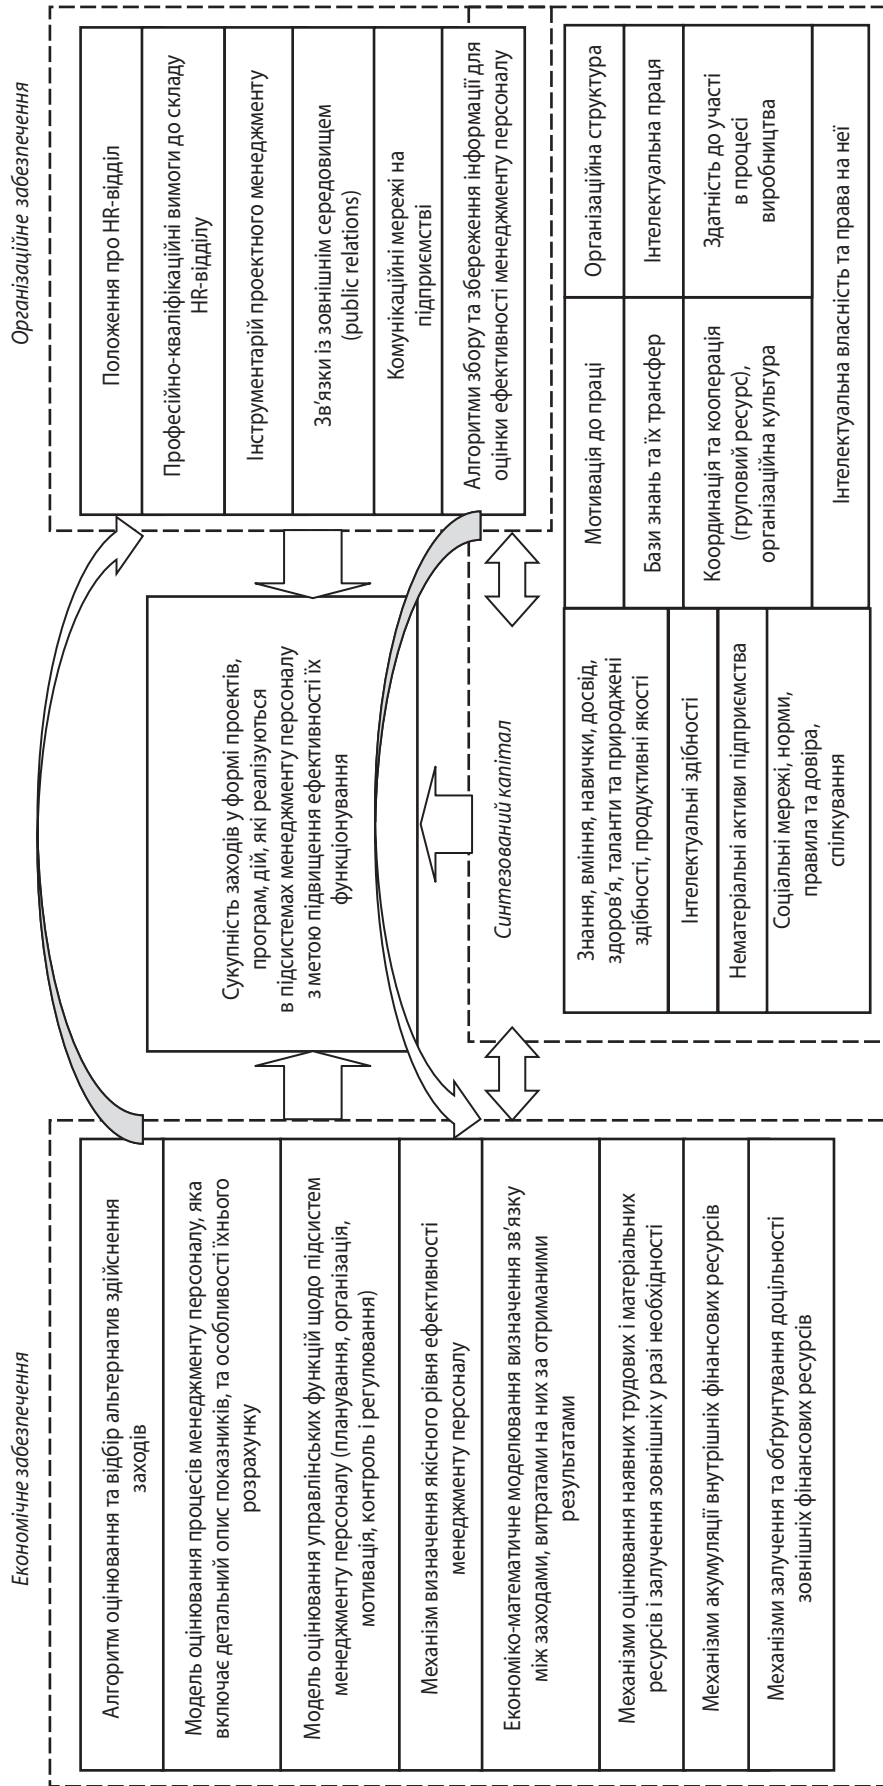 Економічне забезпечення
Алгоритм оцінювання та відбір альтернатив здійснення
заходів
Модель оцінювання процесів менеджменту персоналу, яка
включає детальний опис показників, та особливості їхнього
розрахунку
Модель оцінювання управлінських функцій щодо підсистем
менеджменту персоналу (планування, організація,
мотивація, контроль і регулювання)
Механізм визначення якісного рівня ефективності
менеджменту персоналу
Економіко-математичне моделювання визначення зв’язку
між заходами, витратами на них за отриманими
результатами
Механізми оцінювання наявних трудових і матеріальних
ресурсів і залучення зовнішніх у разі необхідності
Механізми акумуляції внутрішніх фінансових ресурсів
Механізми залучення та обґрунтування доцільності
зовнішніх фінансових ресурсів
Сукупність заходів у формі проектів,
програм, дій, які реалізуються
в підсистемах менеджменту персоналу
з метою підвищення ефективності їх
функціонування
Організаційне забезпечення
Положення про HR-відділ
Професійно-кваліфікаційні вимоги до складу
HR-відділу
Інструментарій проектного менеджменту
Зв’язки із зовнішнім середовищем
(public relations)
Комунікаційні мережі на
підприємстві
Алгоритми збору та збереження інформації для
оцінки ефективності менеджменту персоналу
Синтезований капітал
Знання, вміння, навички, досвід,
здоров’я, таланти та природжені
здібності, продуктивні якості
Інтелектуальні здібності
Нематеріальні активи підприємства
Соціальні мережі, норми,
правила та довіра,
спілкування
Мотивація до праці
Бази знань та їх трансфер
Координація та кооперація
(груповий ресурс),
організаційна культура
Організаційна структура
Інтелектуальна праця
Здатність до участі
в процесі
виробництва
Інтелектуальна власність та права на неї